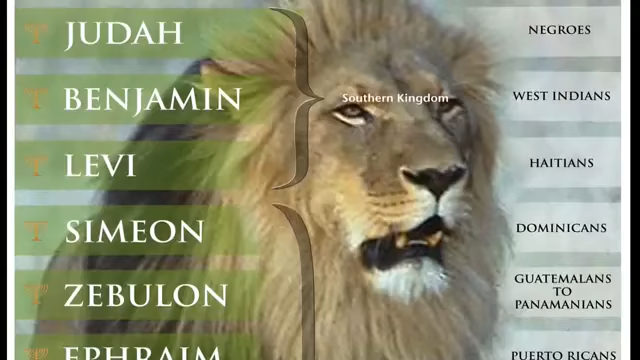 JUDAH
NEGROES
BENJAMIN
Southern Kingdom
WEST INDIANS
LEVI
HAITIANS
SIMEON
DOMINICANS
ZEBULON
GUATEMALANS
TO
PANAMANIANS
EPHRAIM
PUERTO RICANS